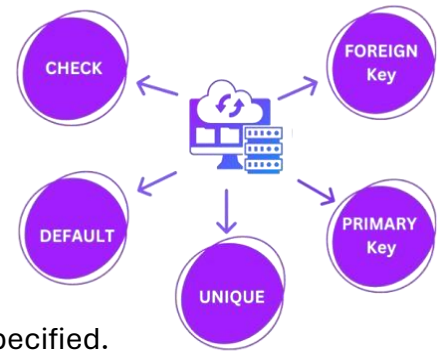 CHECK
FOREIGN
Key
DEFAULT
PRIMARY
Key
UNIQUE
pecified.